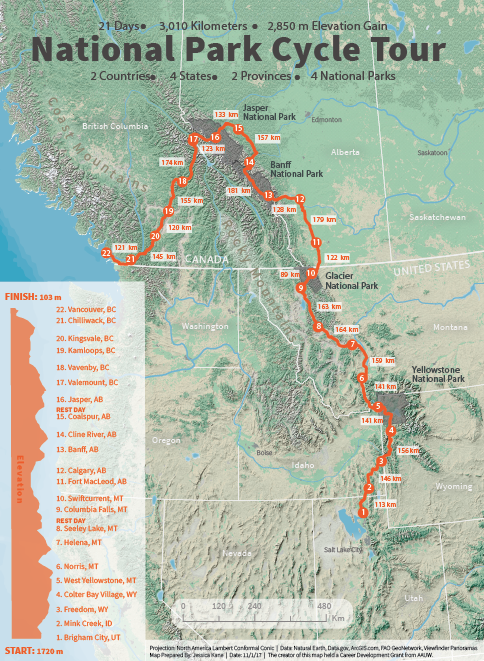 21 Days● 3,010 Kilometers ● 2,850 m Elevation Gain
National Park Cycle Tour
2 Countries● 4 States● 2 Provinces ● 4 National Parks
Jasper
National Park
133 km
15
Edmonton
British Columbia
Coast Mountains
17
16
157 km
123 km
Alberta
Saskatoon
174 km
14
Banff
National Park
18
181 km
13
12
155 km
128 km
19
179 km
Saskatchewan
120 km
20
11
121 km
22
21
145 km
122 km
CANADA
UNITED STATES
89 km
10
Glacier
National Park
9
FINISH: 103 m
163 km
22. Vancouver, BC
21. Chilliwack, BC
Washington
8
164 km
Montana
20. Kingsvale, BC
19. Kamloops, BC
7
159 km
18. Vavenby, BC
6
Yellowstone
National Park
17. Valemount, BC
141 km
16. Jasper, AB
REST DAY
15. Coalspur, AB
5
141 km
14. Cline River, AB
4
13. Banff, AB
Oregon
Boise
156 km
12. Calgary, AB
Idaho
3
11. Fort MacLeod, AB
146 km
Wyoming
10. Swiftcurrent, MT
2
9. Columbia Falls, MT
113 km
REST DAY
1
8. Seeley Lake, MT
7. Helena, MT
Elevation
Nevada
Salt Lake City
6. Norris, MT
5. West Yellowstone, MT
4. Colter Bay Village, WY
Utah
3. Freedom, WY
0 120 240 480
Km
2. Mink Creek, ID
1. Brigham City, UT
START: 1720 m
Projection: North America Lambert Conformal Conic | Data: Natural Earth, Data.gov, ArcGIS.com, FAO GeoNetwork, Viewfinder Panoramas
Map Prepared By: Jessica Kane | Date: 11/1/17 | The creator of this map held a Career Development Grant from AAUW.